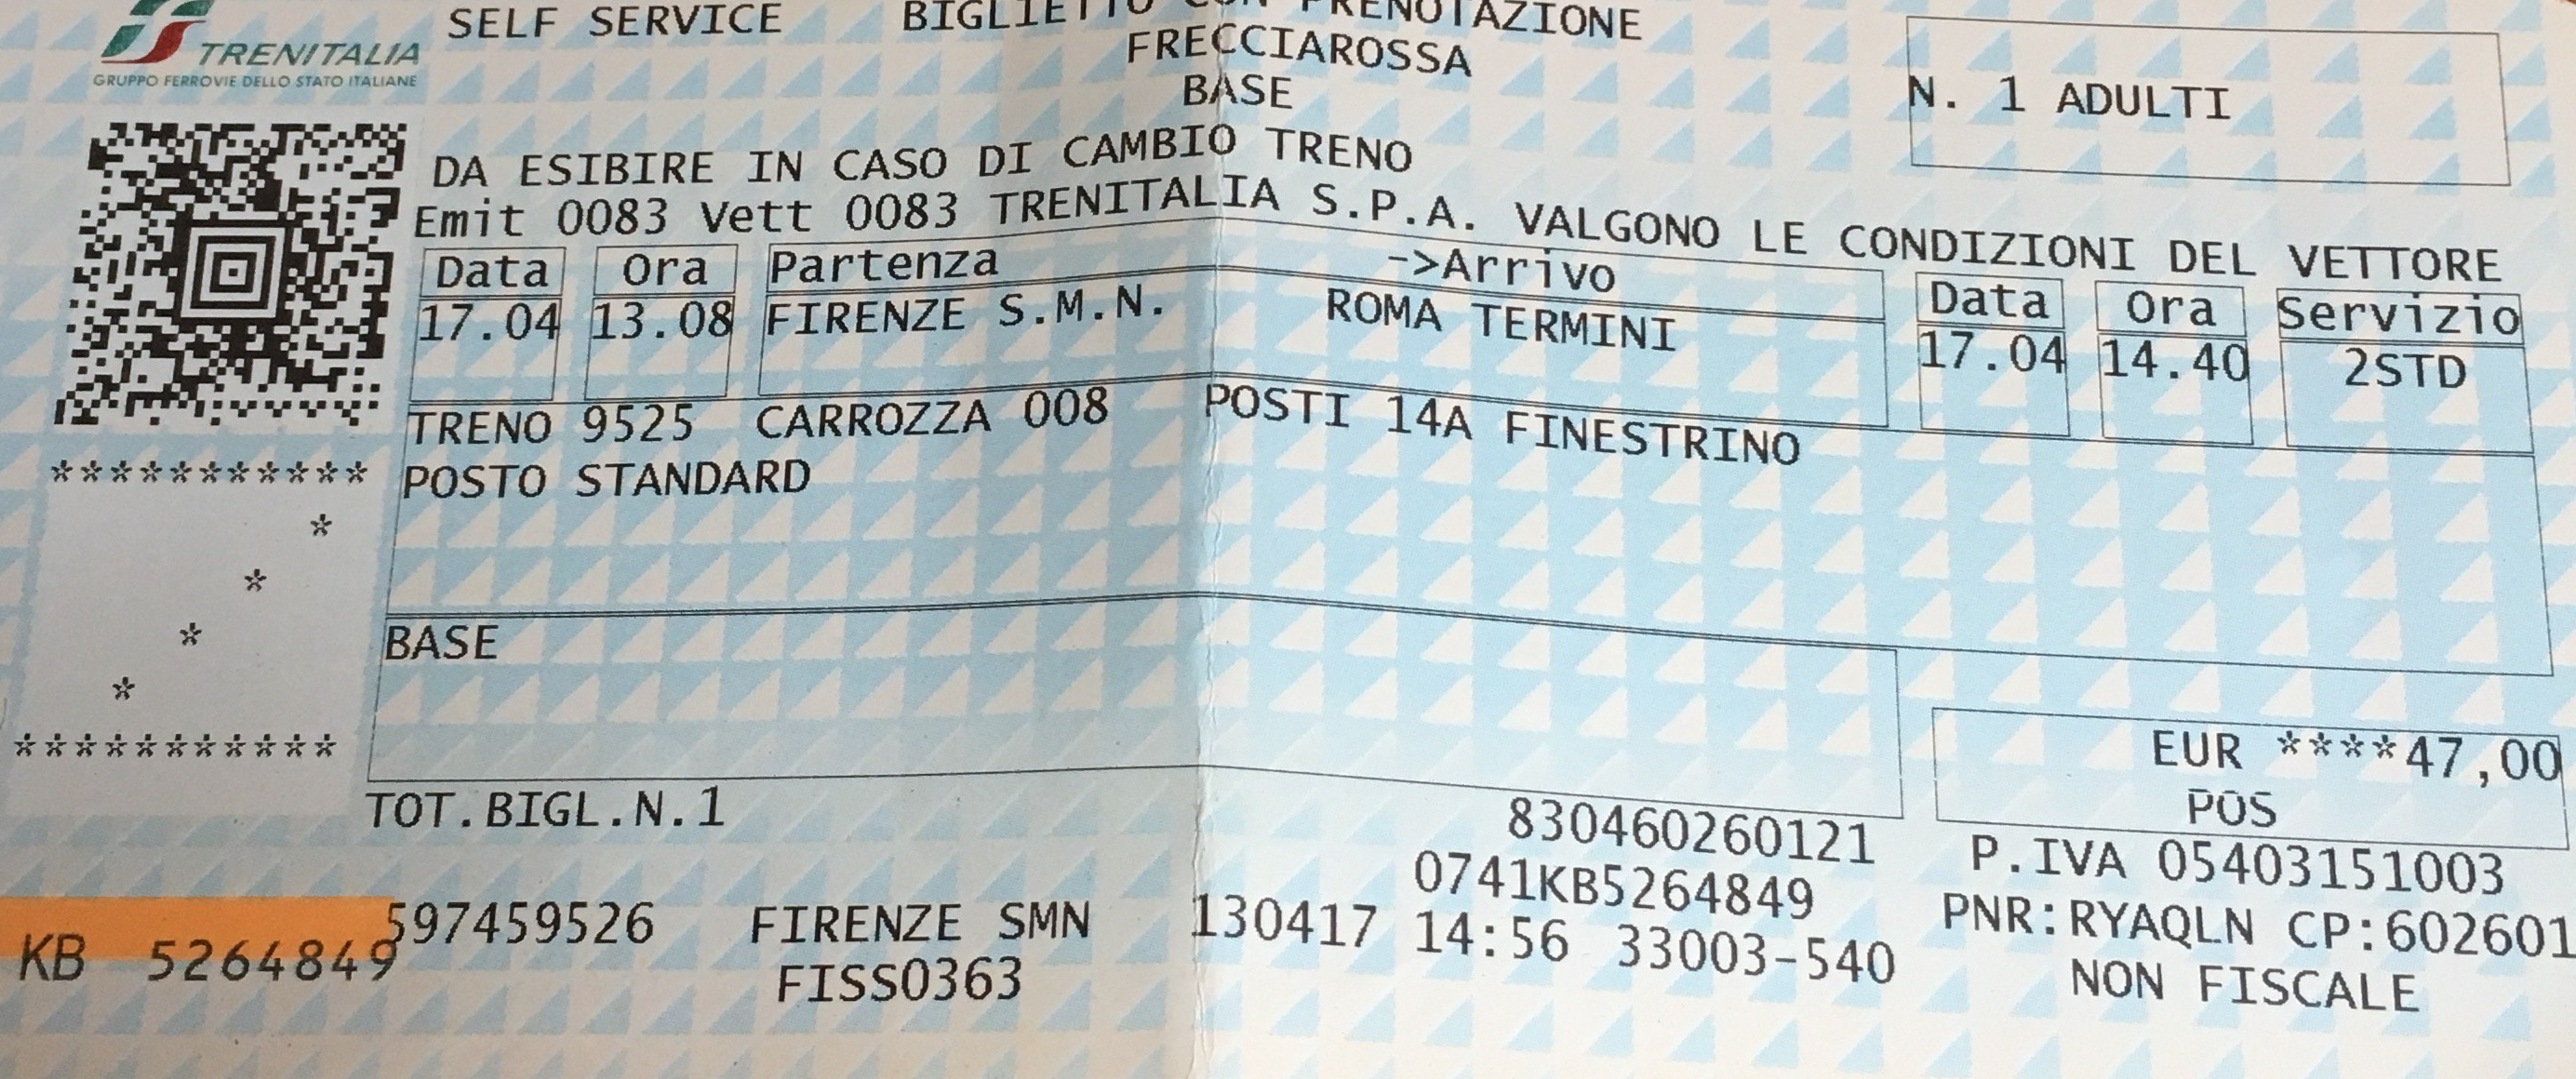 TRENITALIA
GRUPPO FERROVIE DELLO STATO ITALIANE
SELF SERVICE BIGLIETTO CON PRENOTAZIONE
FRECCIAROSSA
BASE
N. 1 ADULTI
DA ESIBIRE IN CASO DI CAMBIO TRENO
Emit 0083 Vett 0083 TRENITALIA S.P.A. VALGONO LE CONDIZIONI DEL VETTORE
Data Ora Partenza ->Arrivo Data Ora Servizio
17.04 13.08 FIRENZE S.M.N. ROMA TERMINI 17.04 14.40 2STD
TRENO 9525 CARROZZA 008 POSTI 14A FINESTRINO
***********
POSTO STANDARD
*
*
*
*
***********
BASE
EUR ****47,00
POS
TOT.BIGL.N.1
830460260121
P.IVA 05403151003
0741KB5264849
PNR:RYAQLN CP:602601
KB 5264849
597459526 FIRENZE SMN 130417 14:56 33003-540
FISS0363
NON FISCALE